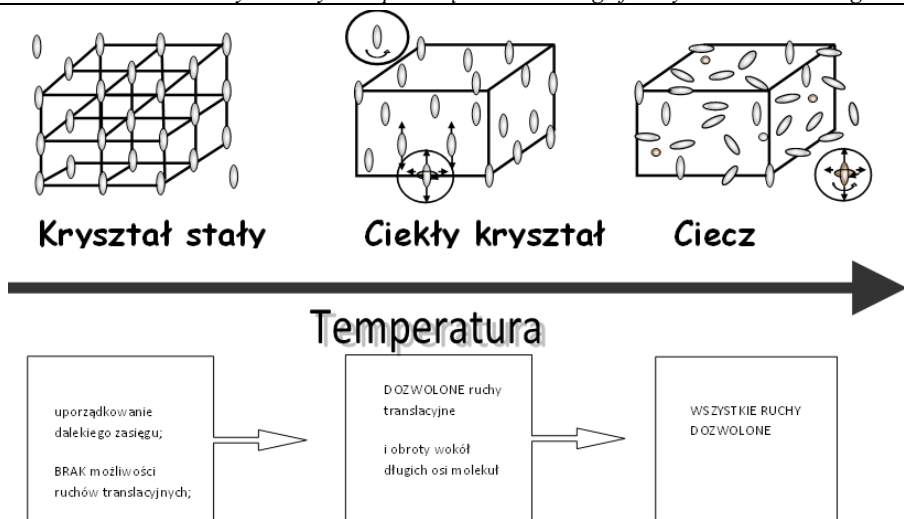 Kryształ stały
Ciekły kryształ
Ciecz
Temperatura
uporządkowanie
dalekiego zasięgu;
BRAK możliwości
ruchów translacyjnych;
DOZWOLONE ruchy
translacyjne
i obroty wokół
długich osi molekuł
WSZYSTKIE RUCHY
DOZWOLONE